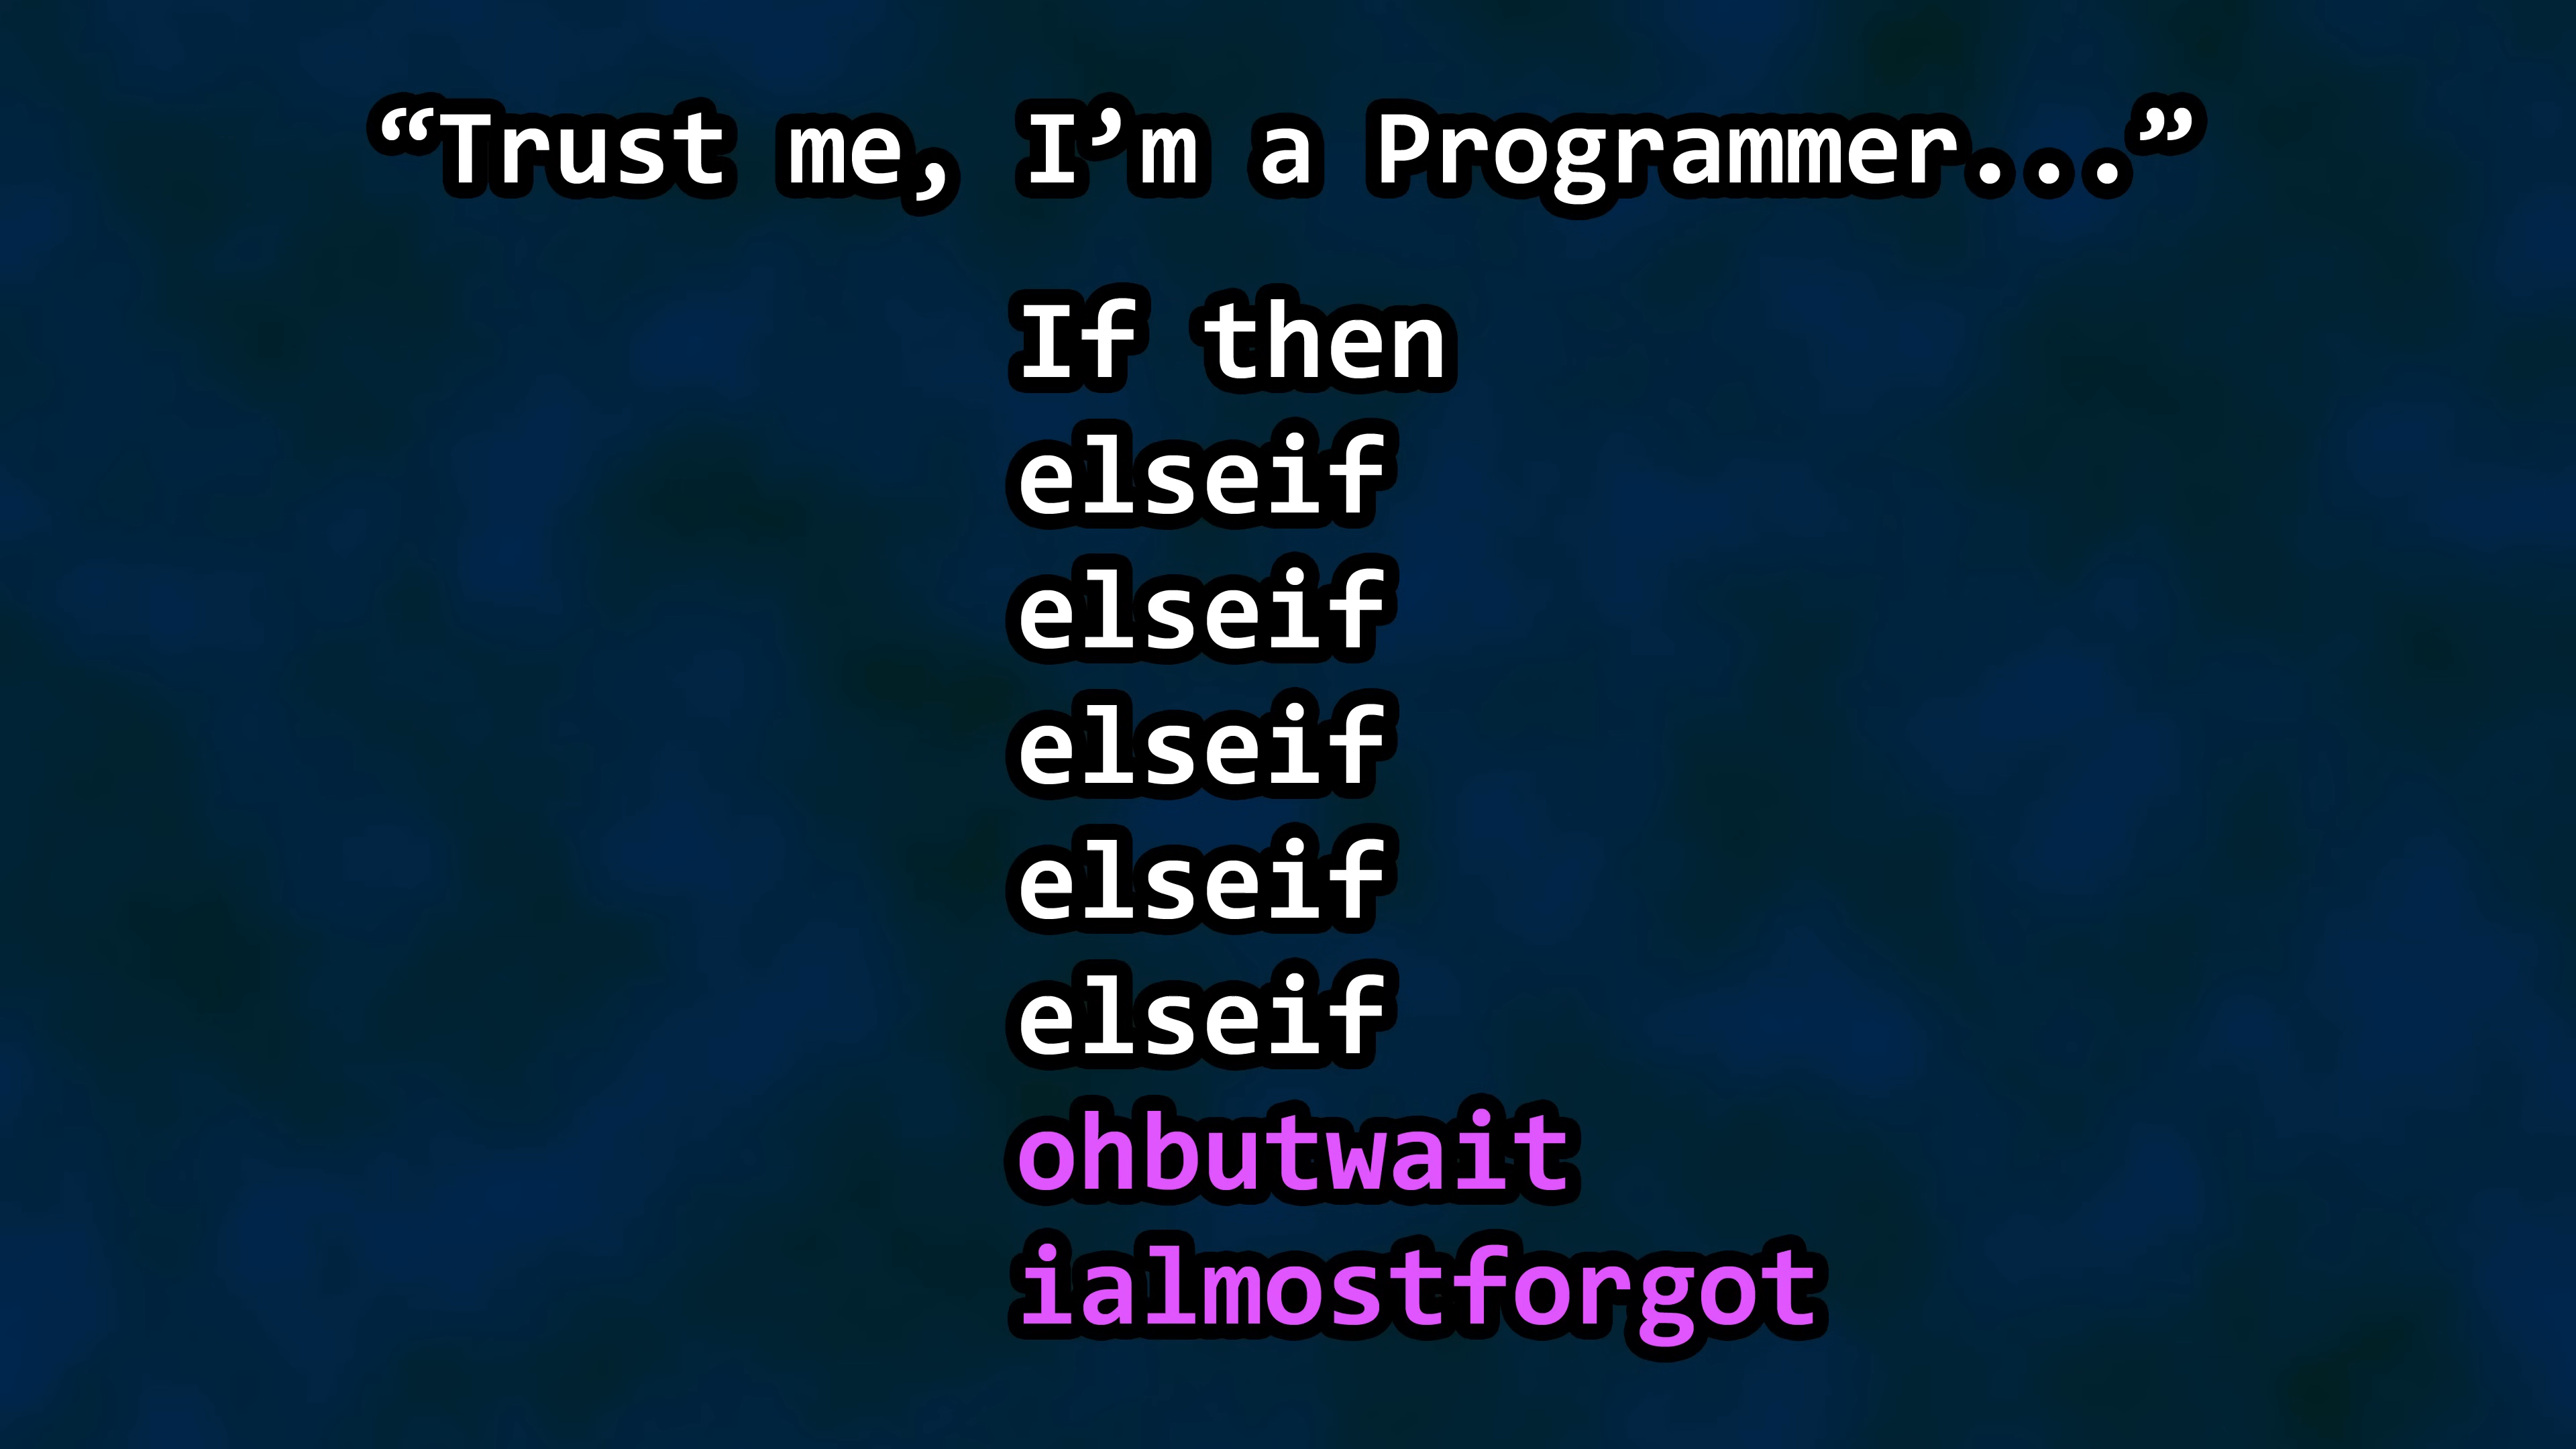 “Trust me, I’m a Programmer...”
If then
elseif
elseif
elseif
elseif
elseif
ohbutwait
ialmostforgot